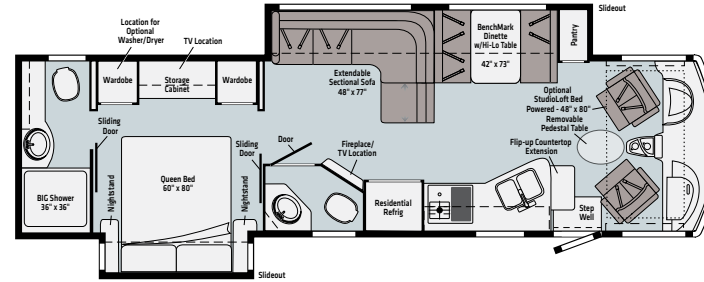 Location for
Optional
Washer/Dryer
TV Location
Slideout
Wardobe
Storage
Cabinet
Wardobe
Extendable
Sectional Sofa
48" x 77"
BenchMark
Dinette
w/Hi-Lo Table
42" x 73"
Pantry
Optional
StudioLoft Bed
Powered - 48" x 80"
Removable
Pedestal Table
Flip-up Countertop
Extension
Sliding
Door
Sliding
Door
Door
Fireplace/
TV Location
BIG Shower
36" x 36"
Nightstand
Queen Bed
60" x 80"
Nightstand
Residential
Refrig
Step
Well
Slideout